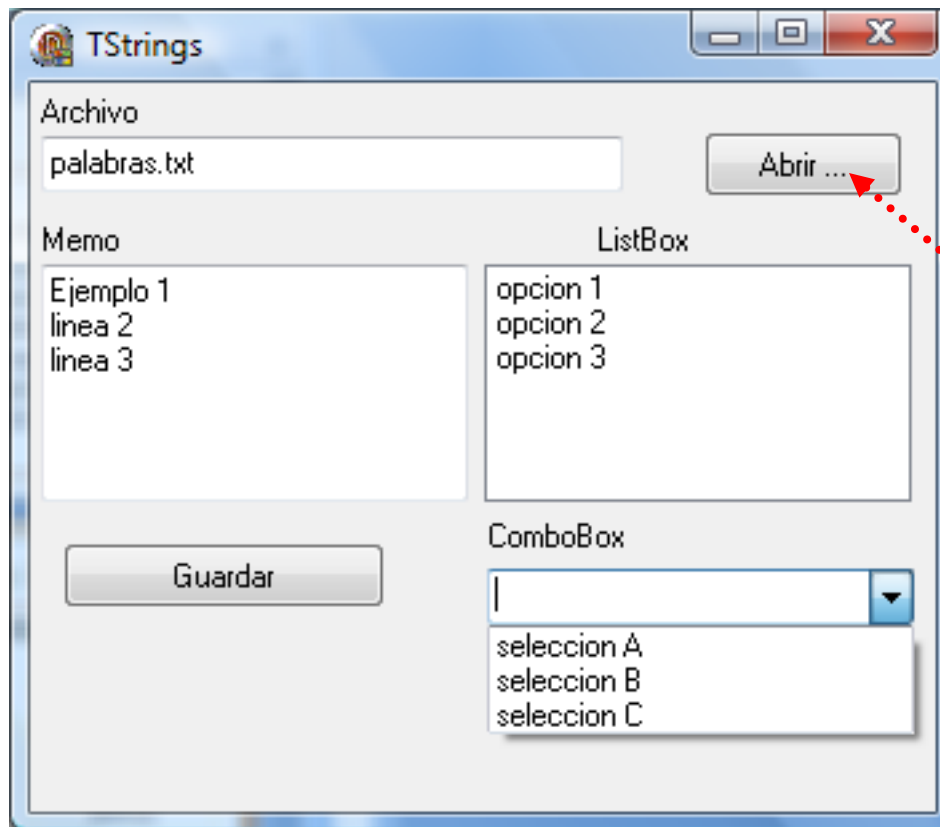 TStrings
Archivo
palabras.txt
Abrir ...
Memo
ListBox
Ejemplo 1
linea 2
linea 3
opcion 1
opcion 2
opcion 3
Guardar
ComboBox
seleccion A
seleccion B
seleccion C